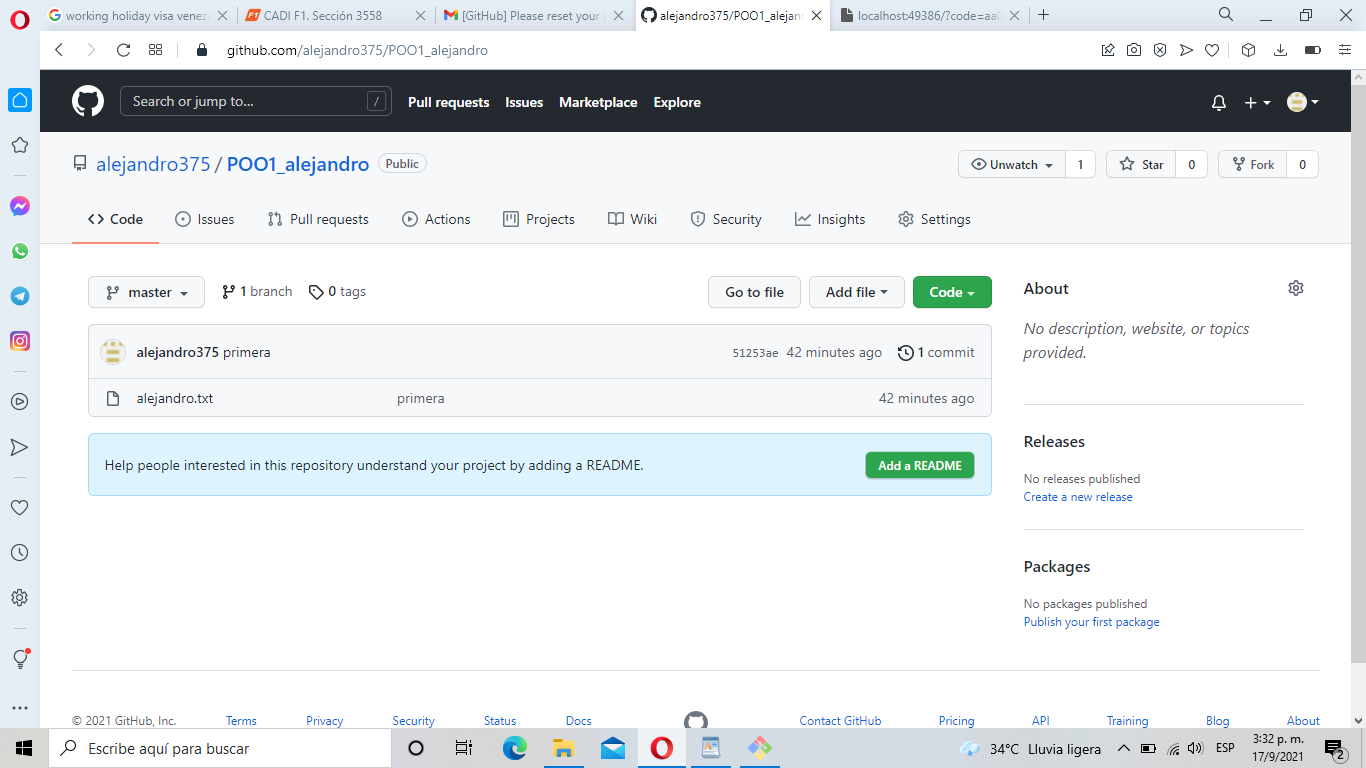 working holiday visa venez
CADI F1. Sección 3558
[GitHub] Please reset your p
alejandro375/POO1_alejan
localhost:49386/?code=aa0
github.com/alejandro375/POO1_alejandro
Search or jump to... /
Pull requests Issues Marketplace Explore
alejandro375 / POO1_alejandro Public
Unwatch 1 Star 0 Fork 0
Code Issues Pull requests Actions Projects Wiki Security Insights Settings
master 1 branch 0 tags Go to file Add file Code
alejandro375 primera 51253ae 42 minutes ago 1 commit
alejandro.txt primera 42 minutes ago
Help people interested in this repository understand your project by adding a README. Add a README
About
No description, website, or topics
provided.
Releases
No releases published
Create a new release
Packages
No packages published
Publish your first package
© 2021 GitHub, Inc. Terms Privacy Security Status Docs Contact GitHub Pricing API Training Blog About
Escribe aquí para buscar
34°C Lluvia ligera
ESP
3:32 p. m.
17/9/2021
2